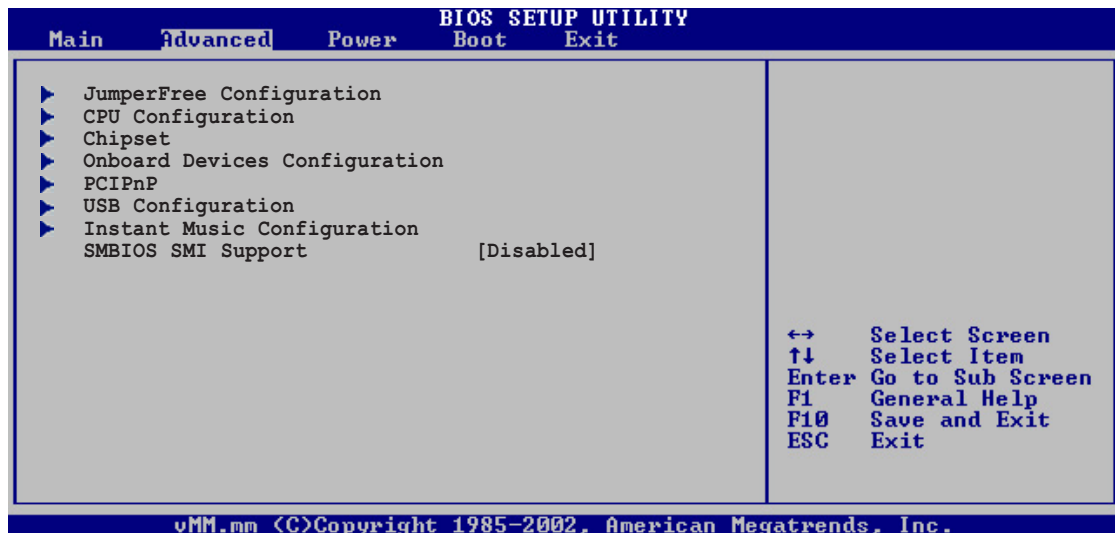 BIOS SETUP UTILITY
Main Advanced Power Boot Exit
JumperFree Configuration
CPU Configuration
Chipset
Onboard Devices Configuration
PCIPnP
USB Configuration
Instant Music Configuration
SMBIOS SMI Support [Disabled]
←→ Select Screen
↑↓ Select Item
Enter Go to Sub Screen
F1 General Help
F10 Save and Exit
ESC Exit
vMM.mm (C)Copyright 1985-2002, American Megatrends, Inc.